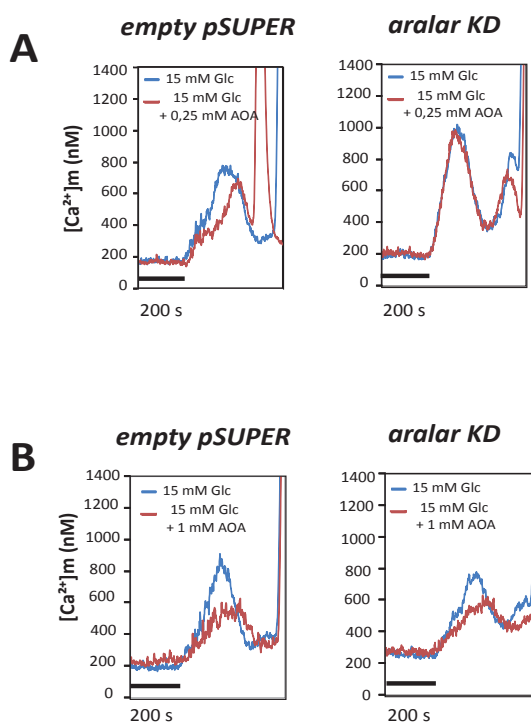 empty pSUPER
aralar KD
A
[Ca²⁺]m (nM)
1400
1200
1000
800
600
400
200
0
15 mM Glc
15 mM Glc
+ 0,25 mM AOA
200 s
1400
1200
1000
800
600
400
200
0
15 mM Glc
15 mM Glc
+ 0,25 mM AOA
200 s
empty pSUPER
aralar KD
B
[Ca²⁺]m (nM)
1400
1200
1000
800
600
400
200
0
15 mM Glc
15 mM Glc
+ 1 mM AOA
200 s
1400
1200
1000
800
600
400
200
0
15 mM Glc
15 mM Glc
+ 1 mM AOA
200 s